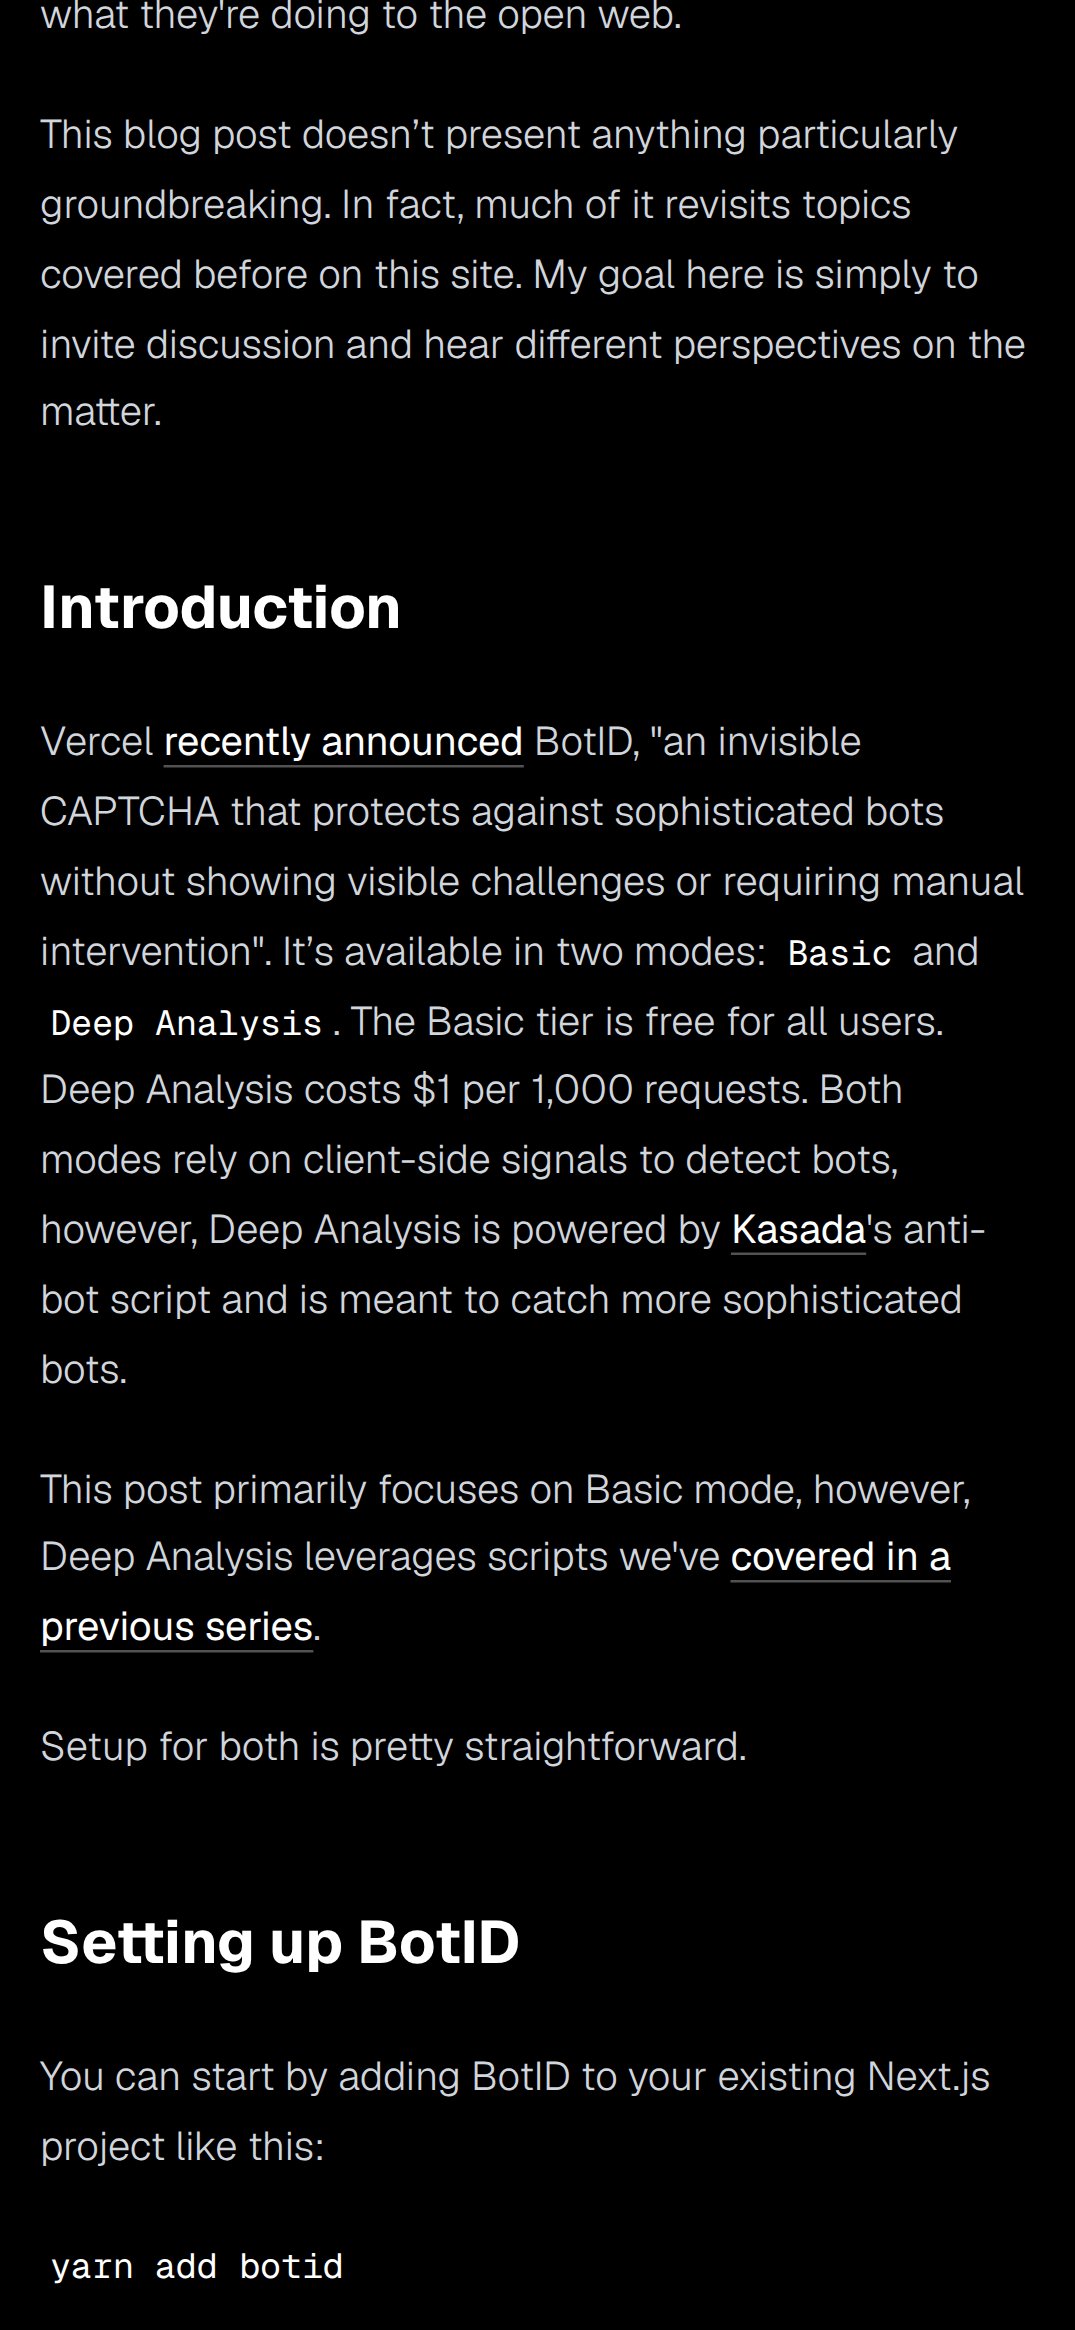 what they're doing to the open web.
This blog post doesn’t present anything particularly
groundbreaking. In fact, much of it revisits topics
covered before on this site. My goal here is simply to
invite discussion and hear different perspectives on the
matter.
Introduction
Vercel recently announced BotID, "an invisible
CAPTCHA that protects against sophisticated bots
without showing visible challenges or requiring manual
intervention". It’s available in two modes: Basic and
Deep Analysis. The Basic tier is free for all users.
Deep Analysis costs $1 per 1,000 requests. Both
modes rely on client-side signals to detect bots,
however, Deep Analysis is powered by Kasada's anti-
bot script and is meant to catch more sophisticated
bots.
This post primarily focuses on Basic mode, however,
Deep Analysis leverages scripts we've covered in a
previous series.
Setup for both is pretty straightforward.
Setting up BotID
You can start by adding BotID to your existing Next.js
project like this:
yarn add botid